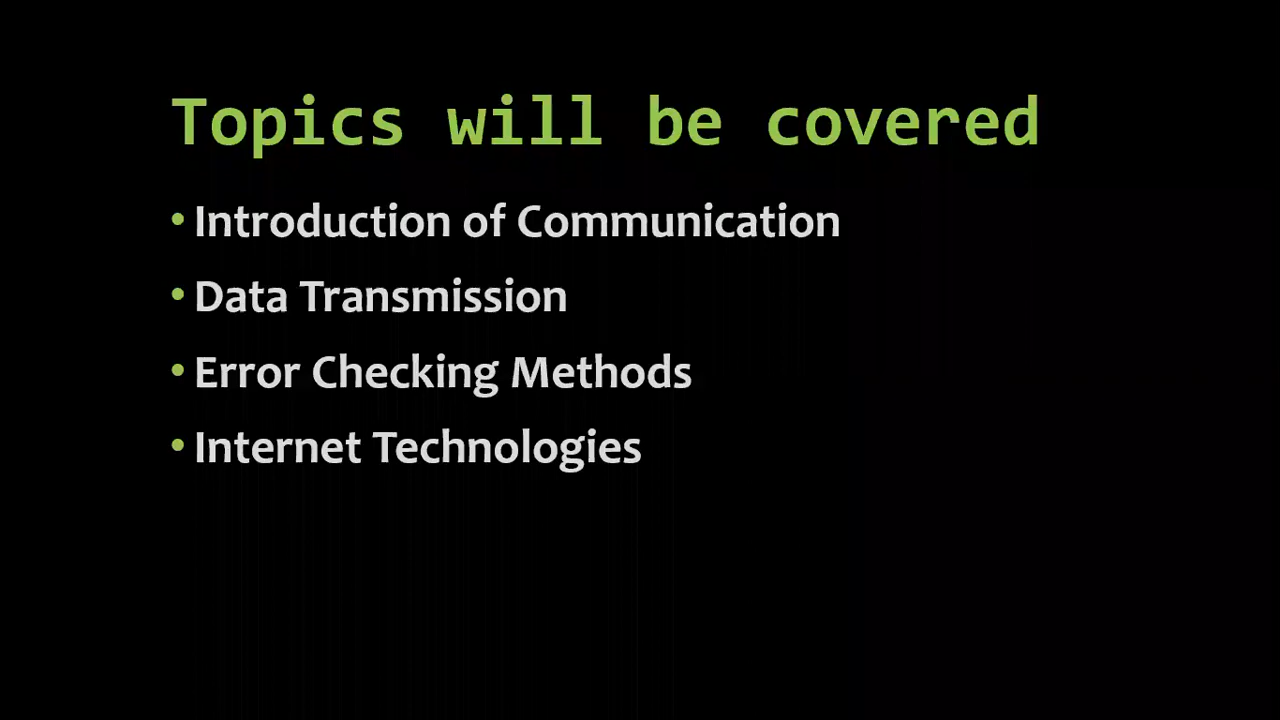 Topics will be covered
• Introduction of Communication
• Data Transmission
• Error Checking Methods
• Internet Technologies